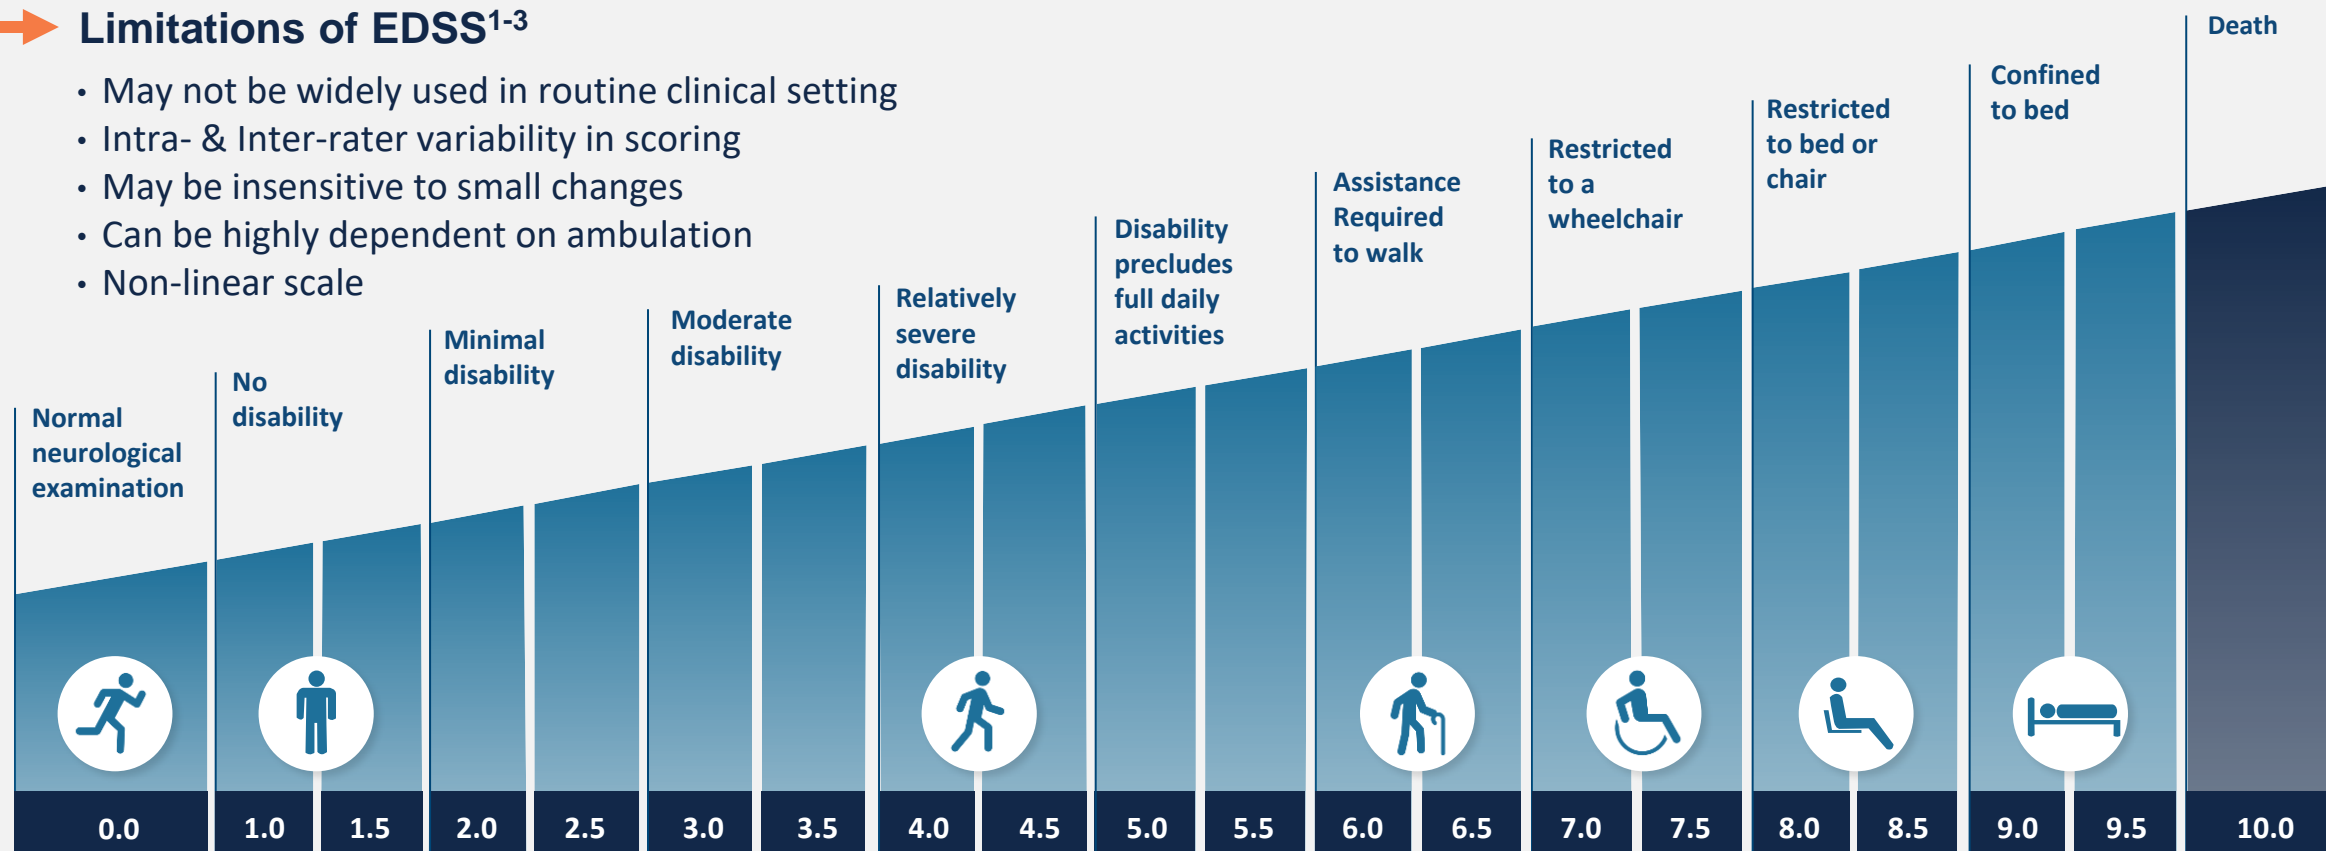 Limitations of EDSS1-3
• May not be widely used in routine clinical setting
• Intra- & Inter-rater variability in scoring
• May be insensitive to small changes
• Can be highly dependent on ambulation
• Non-linear scale
Normal
neurological
examination
No
disability
Minimal
disability
Moderate
disability
Relatively
severe
disability
Disability
precludes
full daily
activities
Assistance
Required
to walk
Restricted
to a
wheelchair
Restricted
to bed or
chair
Confined
to bed
Death
0.0 1.0 1.5 2.0 2.5 3.0 3.5 4.0 4.5 5.0 5.5 6.0 6.5 7.0 7.5 8.0 8.5 9.0 9.5 10.0